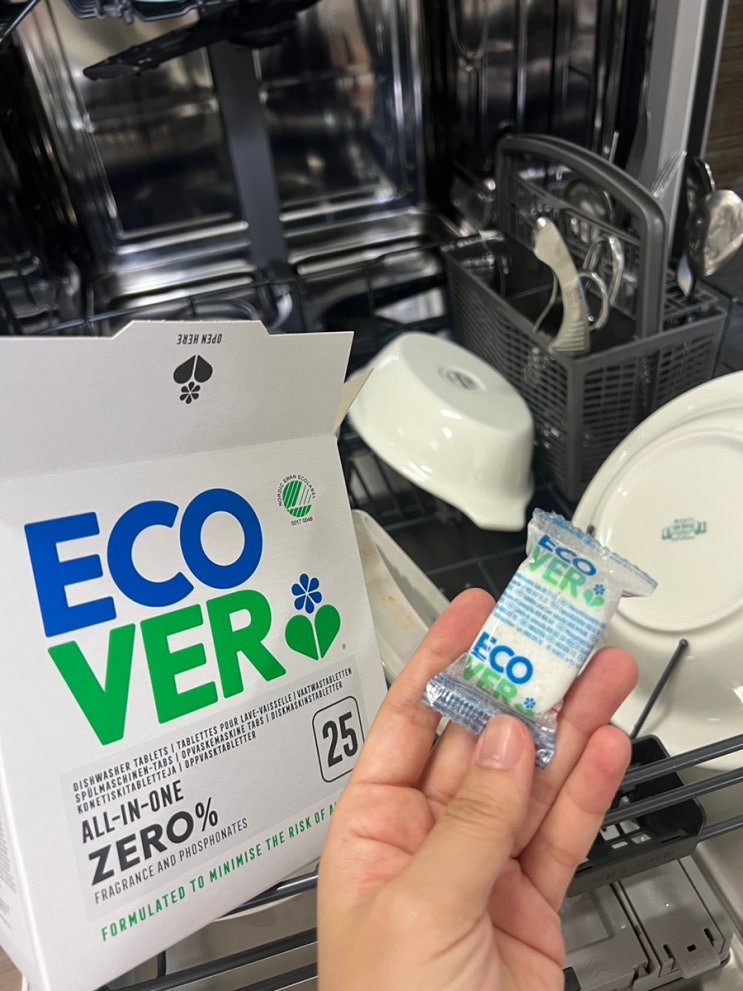 OPEN HERE
NORDIC SWAN ECOLABEL
5057 0048
ECO
VER
DISHWASHER TABLETS | TABLETTES POUR LAVE-VAISSELLE | VAATWASTABLETTEN
SPÜLMASCHINEN-TABS | OPVASKEMASKINE TABS | DISKMASKINSTABLETTER
KONETISKITABLETTEJA | OPPVASKTABLETTER
25
ALL-IN-ONE
ZERO%
FRAGRANCE AND PHOSPHONATES
FORMULATED TO MINIMISE THE RISK OF A
ECO
VER
ECO
VER